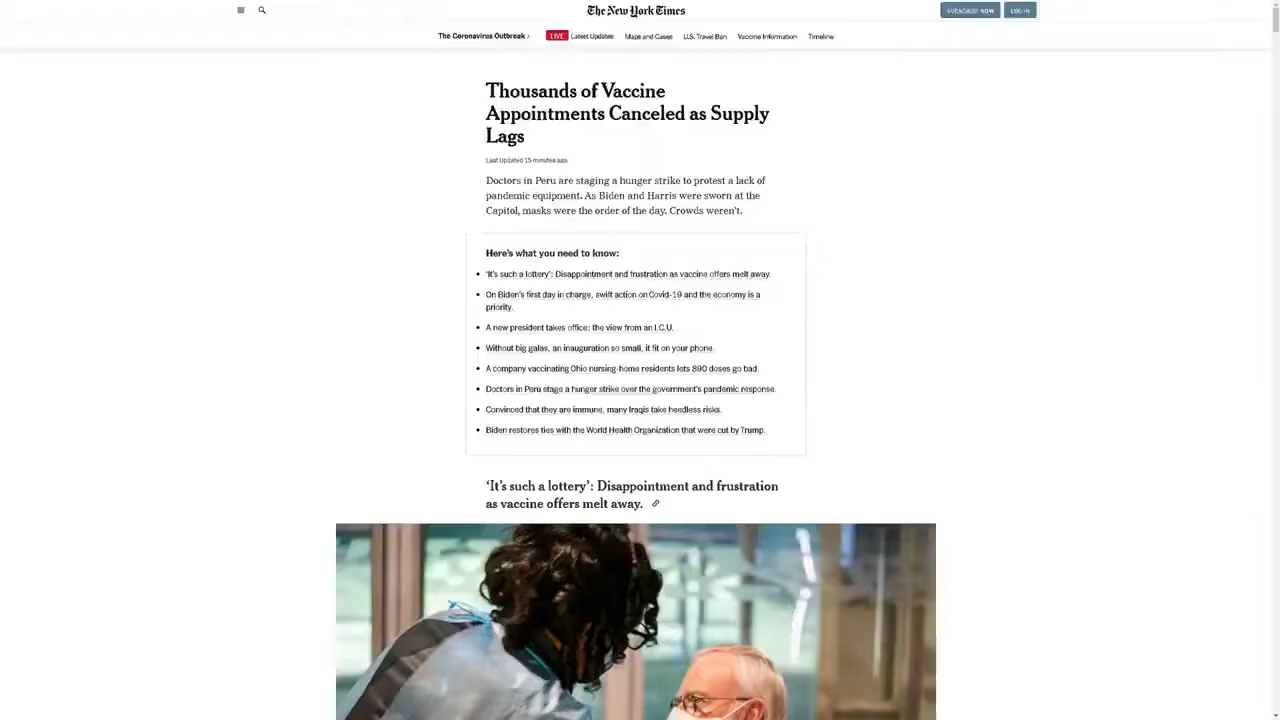 The New York Times
SUBSCRIBE NOW
LOG IN
The Coronavirus Outbreak ›
LIVE Latest Updates
Maps and Cases
U.S. Travel Ban
Vaccine Information
Timeline
Thousands of Vaccine
Appointments Canceled as Supply
Lags
Last Updated 15 minutes ago
Doctors in Peru are staging a hunger strike to protest a lack of
pandemic equipment. As Biden and Harris were sworn at the
Capitol, masks were the order of the day. Crowds weren't.
Here's what you need to know:
‘It's such a lottery’: Disappointment and frustration as vaccine offers melt away.
On Biden's first day in charge, swift action on Covid-19 and the economy is a
priority.
A new president takes office: the view from an I.C.U.
Without big galas, an inauguration so small, it fit on your phone.
A company vaccinating Ohio nursing-home residents lets 890 doses go bad.
Doctors in Peru stage a hunger strike over the government's pandemic response.
Convinced that they are immune, many Iraqis take heedless risks.
Biden restores ties with the World Health Organization that were cut by Trump.
‘It's such a lottery’: Disappointment and frustration
as vaccine offers melt away.